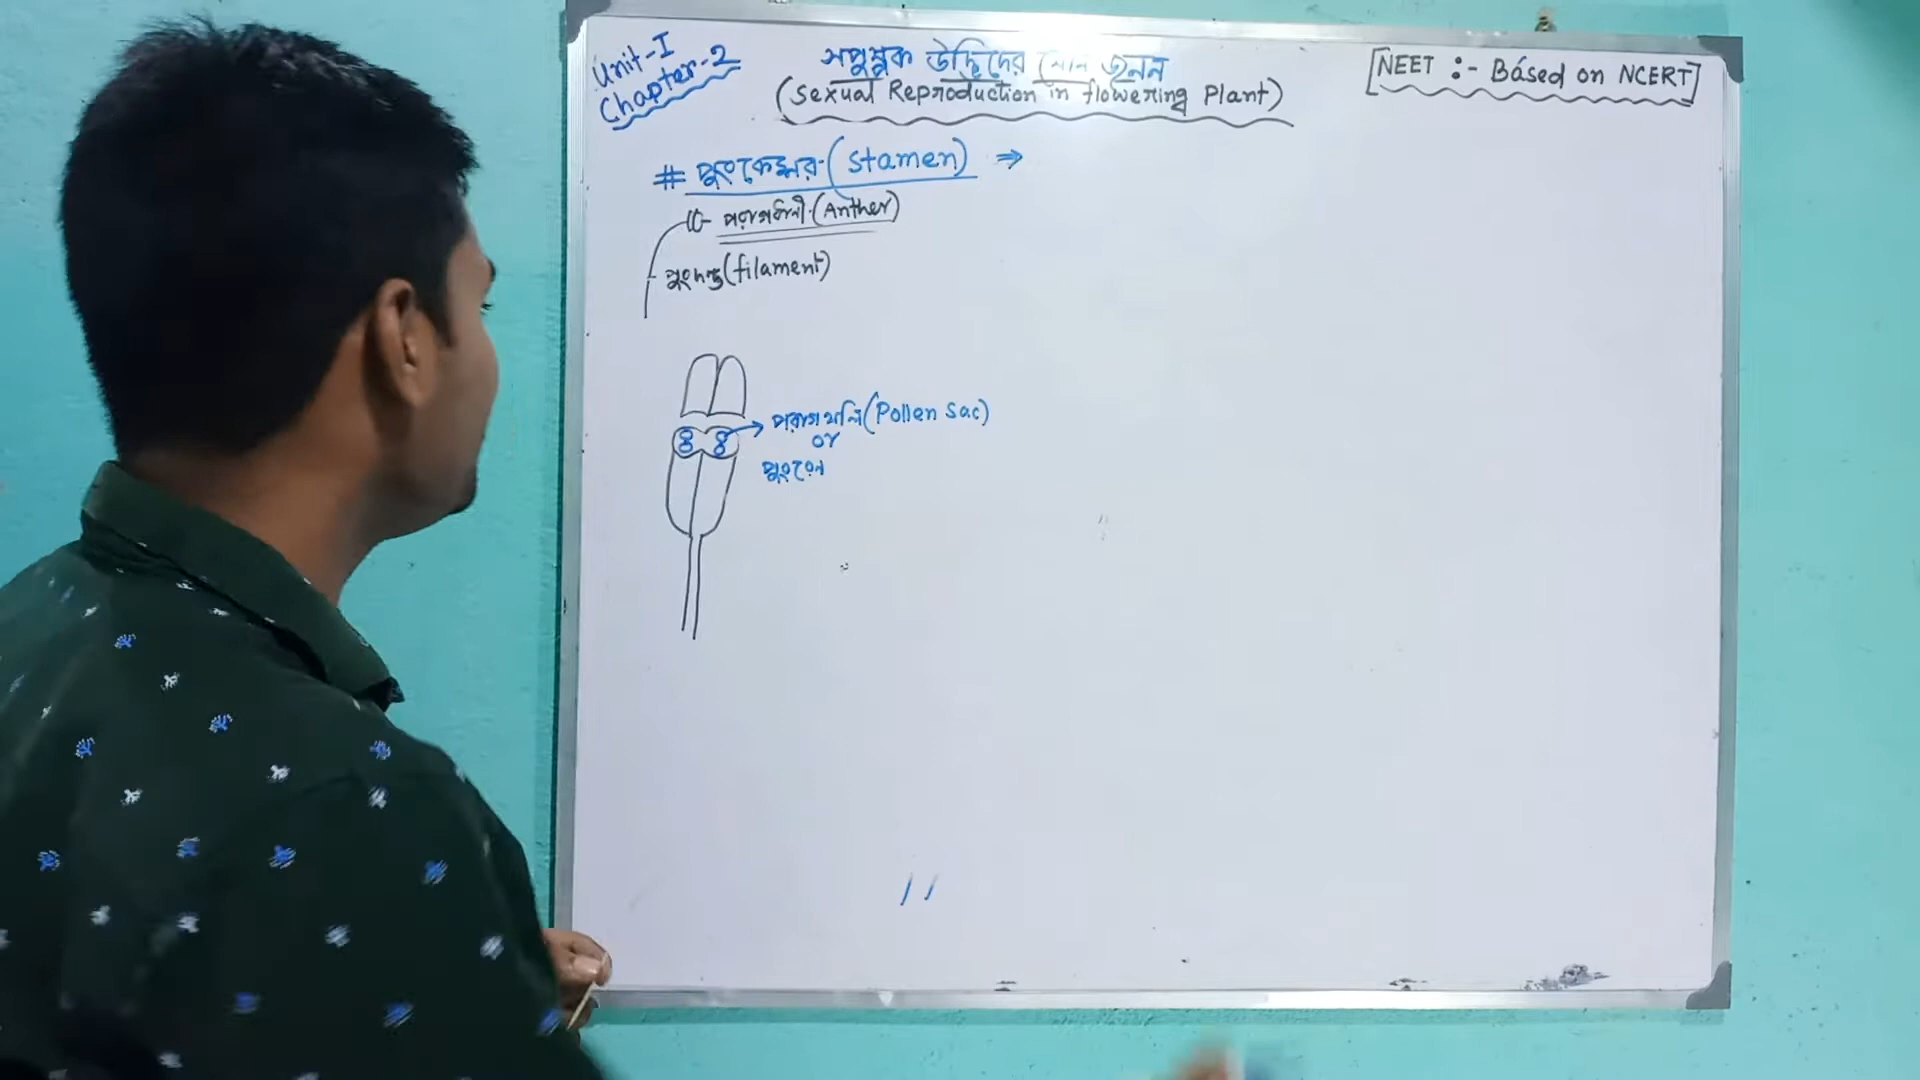 Unit-I
Chapter-2
সপুষ্পক উদ্ভিদের যৌন জনন
(Sexual Reproduction in flowering Plant)
[NEET :- Based on NCERT]
# পুংকেশর-(Stamen) ⇒
পরাগধানী-(Anther)
পুংদন্ড(filament)
পরাগথলি(Pollen Sac)
or
পুংরেণু